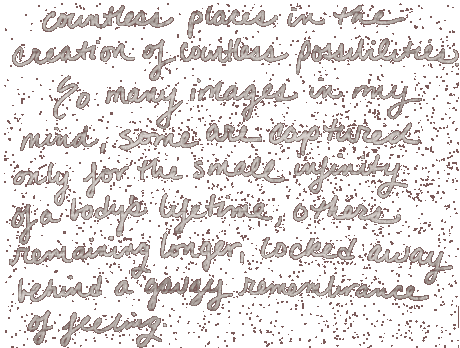 countless places in the
creation of countless possibilities
So many images in my
mind, some are captured
only for the small infinity
of a body's lifetime, others
remaining longer, locked away
behind a gauzy remembrance
of feeling